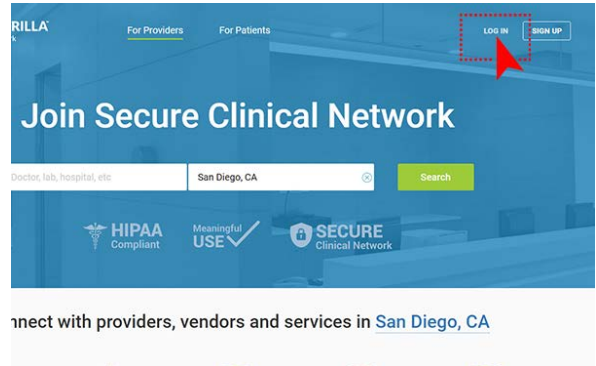 RILLA
For Providers
For Patients
LOG IN
SIGN UP
Join Secure Clinical Network
Doctor, lab, hospital, etc
San Diego, CA
Search
HIPAA
Compliant
Meaningful
USE
SECURE
Clinical Network
nnect with providers, vendors and services in San Diego, CA